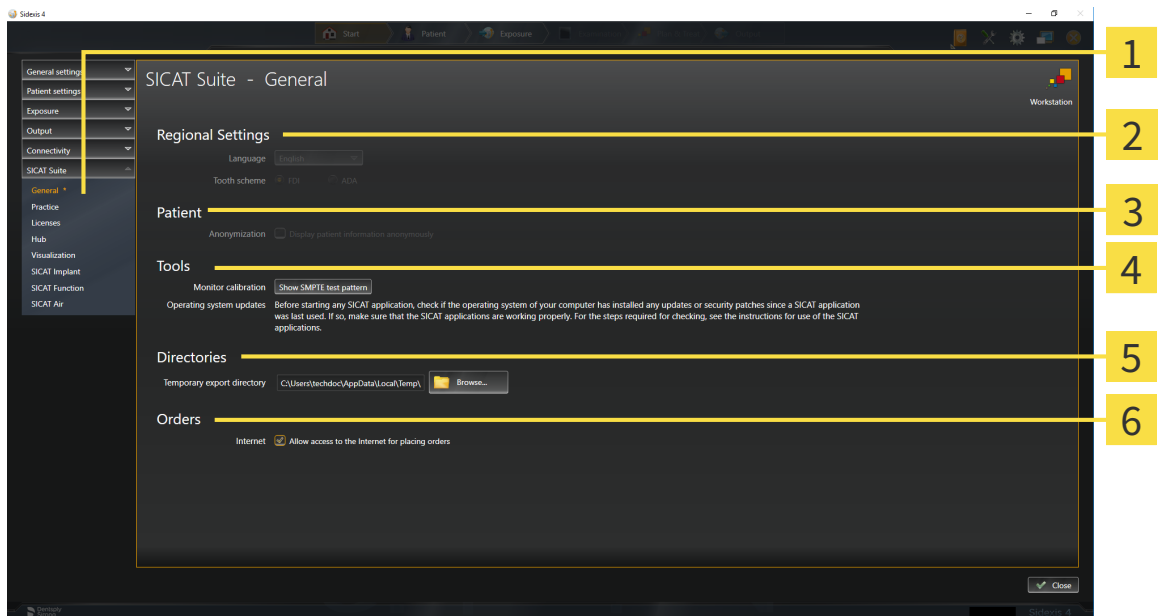 Sidexis 4
Start
Patient
Exposure
1
General settings
Patient settings
Exposure
Output
Connectivity
SICAT Suite
General *
Practice
Licenses
Hub
Visualization
SICAT Implant
SICAT Function
SICAT Air
SICAT Suite - General
Workstation
Regional Settings
2
Language English
Tooth scheme FDI ADA
Patient
3
Anonymization Display patient information anonymously
Tools
4
Monitor calibration Show SMPTE test pattern
Operating system updates Before starting any SICAT application, check if the operating system of your computer has installed any updates or security patches since a SICAT application
was last used. If so, make sure that the SICAT applications are working properly. For the steps required for checking, see the instructions for use of the SICAT
applications.
Directories
5
Temporary export directory C:\Users\techdoc\AppData\Local\Temp\ Browse...
Orders
6
Internet Allow access to the Internet for placing orders
Close
Dentsply
Sirona
Sidexis 4